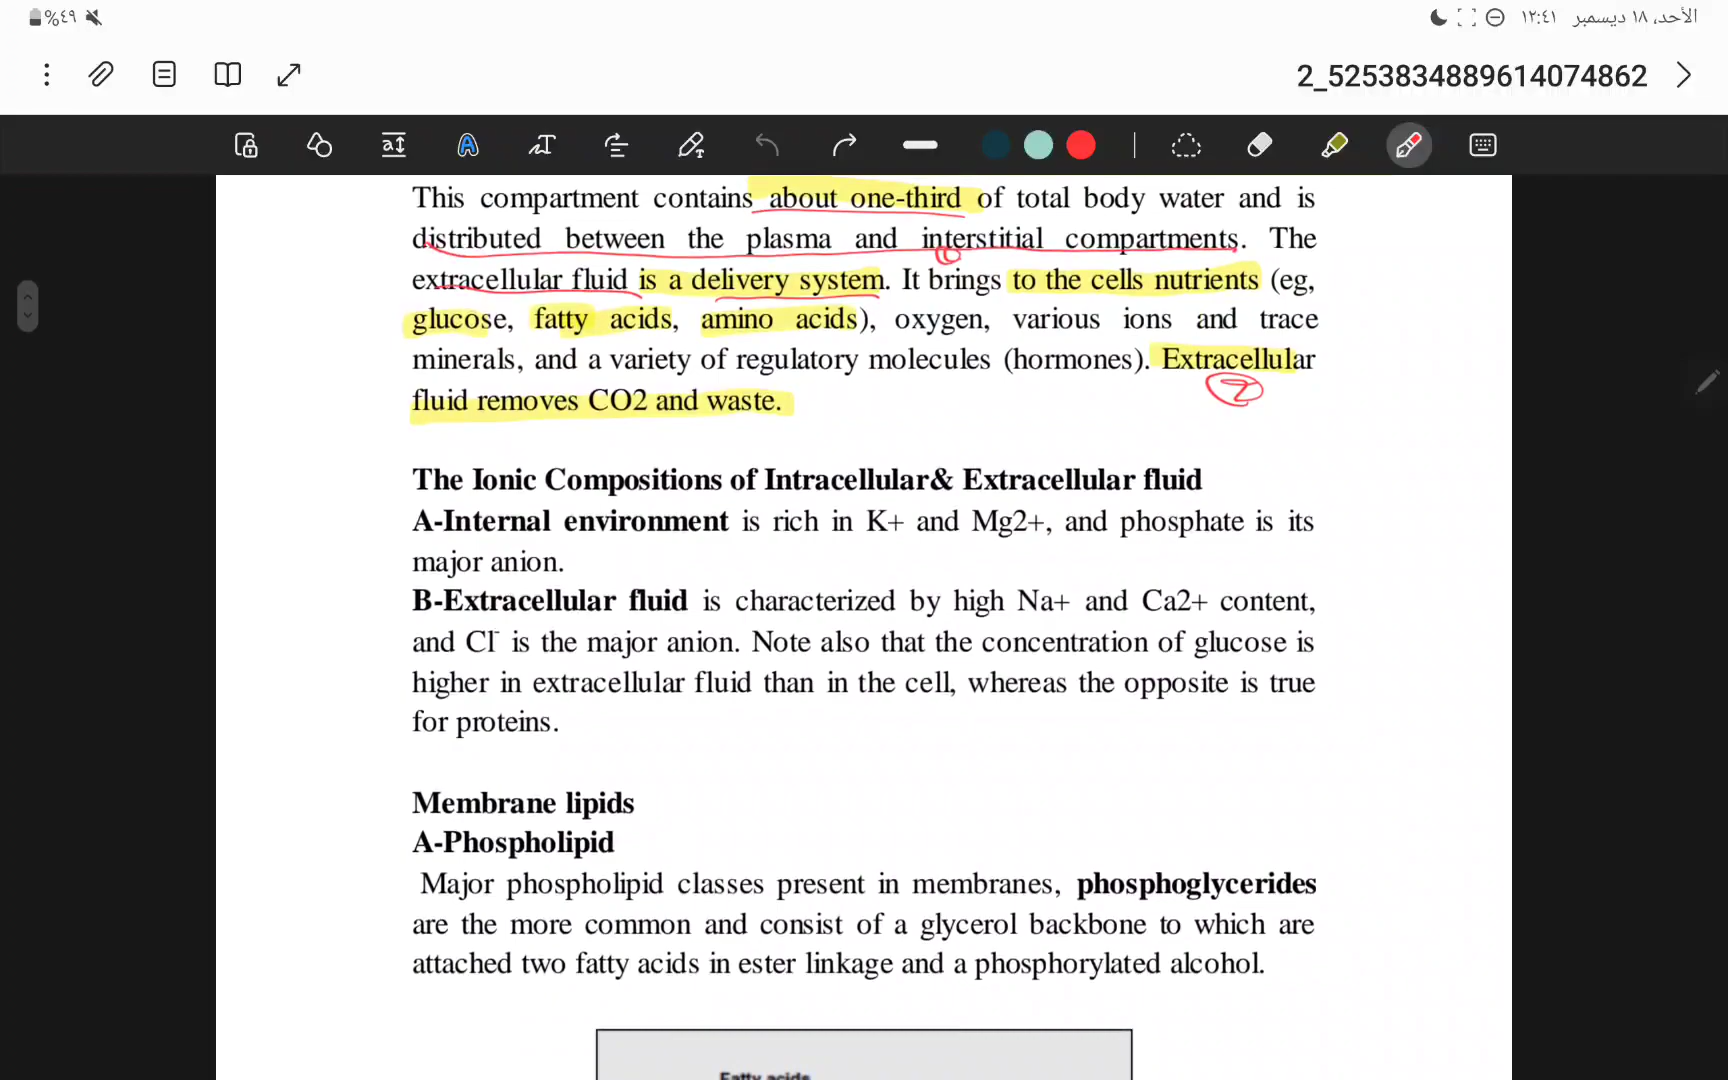 %٤٩
الأحد، ١٨ ديسمبر ١٢:٤١
2_5253834889614074862
This compartment contains about one-third of total body water and is
distributed between the plasma and interstitial compartments. The
extracellular fluid is a delivery system. It brings to the cells nutrients (eg,
glucose, fatty acids, amino acids), oxygen, various ions and trace
minerals, and a variety of regulatory molecules (hormones). Extracellular
fluid removes CO2 and waste.
2
The Ionic Compositions of Intracellular& Extracellular fluid
A-Internal environment is rich in K+ and Mg2+, and phosphate is its
major anion.
B-Extracellular fluid is characterized by high Na+ and Ca2+ content,
and Cl⁻ is the major anion. Note also that the concentration of glucose is
higher in extracellular fluid than in the cell, whereas the opposite is true
for proteins.
Membrane lipids
A-Phospholipid
Major phospholipid classes present in membranes, phosphoglycerides
are the more common and consist of a glycerol backbone to which are
attached two fatty acids in ester linkage and a phosphorylated alcohol.
Fatty acids